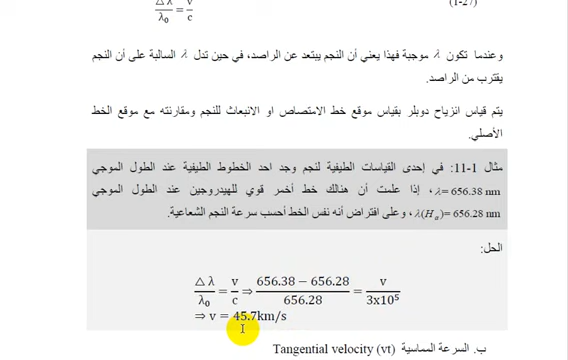 Δλ/λ0 = v/c (1-27)
وعندما تكون λ موجبة فهذا يعني أن النجم يبتعد عن الراصد، في حين تدل λ السالبة على أن النجم
يقترب من الراصد.
يتم قياس انزياح دوبلر بقياس موقع خط الامتصاص او الانبعاث للنجم ومقارنته مع موقع الخط
الأصلي.
مثال 1-11: في إحدى القياسات الطيفية لنجم وجد احد الخطوط الطيفية عند الطول الموجي
λ = 656.38 nm، إذا علمت أن هنالك خط أحمر قوي للهيدروجين عند الطول الموجي
λ(Hα) = 656.28 nm، وعلى افتراض أنه نفس الخط أحسب سرعة النجم الشعاعية.
الحل:
Δλ/λ0 = v/c ⇒ (656.38 − 656.28)/656.28 = v/3x10⁵
⇒ v = 45.7km/s
ب. السرعة المماسية Tangential velocity (vt)